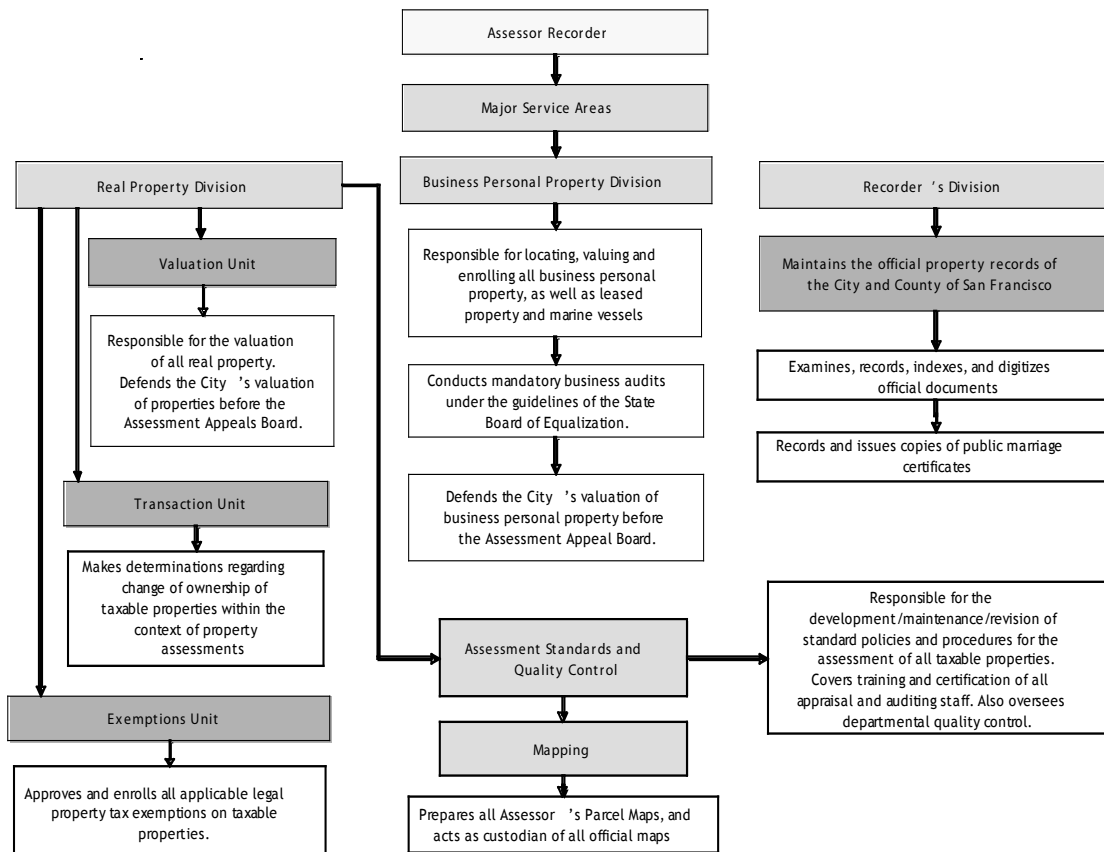 Assessor Recorder
Major Service Areas
Real Property Division
Business Personal Property Division
Recorder 's Division
Valuation Unit
Responsible for the valuation
of all real property.
Defends the City 's valuation
of properties before the
Assessment Appeals Board.
Transaction Unit
Makes determinations regarding
change of ownership of
taxable properties within the
context of property
assessments
Exemptions Unit
Approves and enrolls all applicable legal
property tax exemptions on taxable
properties.
Responsible for locating, valuing and
enrolling all business personal
property, as well as leased
property and marine vessels
Conducts mandatory business audits
under the guidelines of the State
Board of Equalization.
Defends the City 's valuation of
business personal property before
the Assessment Appeal Board.
Assessment Standards and
Quality Control
Mapping
Prepares all Assessor 's Parcel Maps, and
acts as custodian of all official maps
Maintains the official property records of
the City and County of San Francisco
Examines, records, indexes, and digitizes
official documents
Records and issues copies of public marriage
certificates
Responsible for the
development/maintenance/revision of
standard policies and procedures for the
assessment of all taxable properties.
Covers training and certification of all
appraisal and auditing staff. Also oversees
departmental quality control.